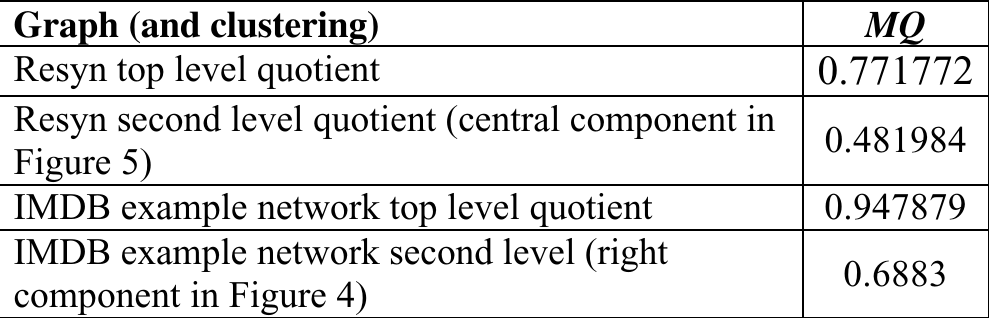 Graph (and clustering) MQ
Resyn top level quotient 0.771772
Resyn second level quotient (central component in
Figure 5) 0.481984
IMDB example network top level quotient 0.947879
IMDB example network second level (right
component in Figure 4) 0.6883